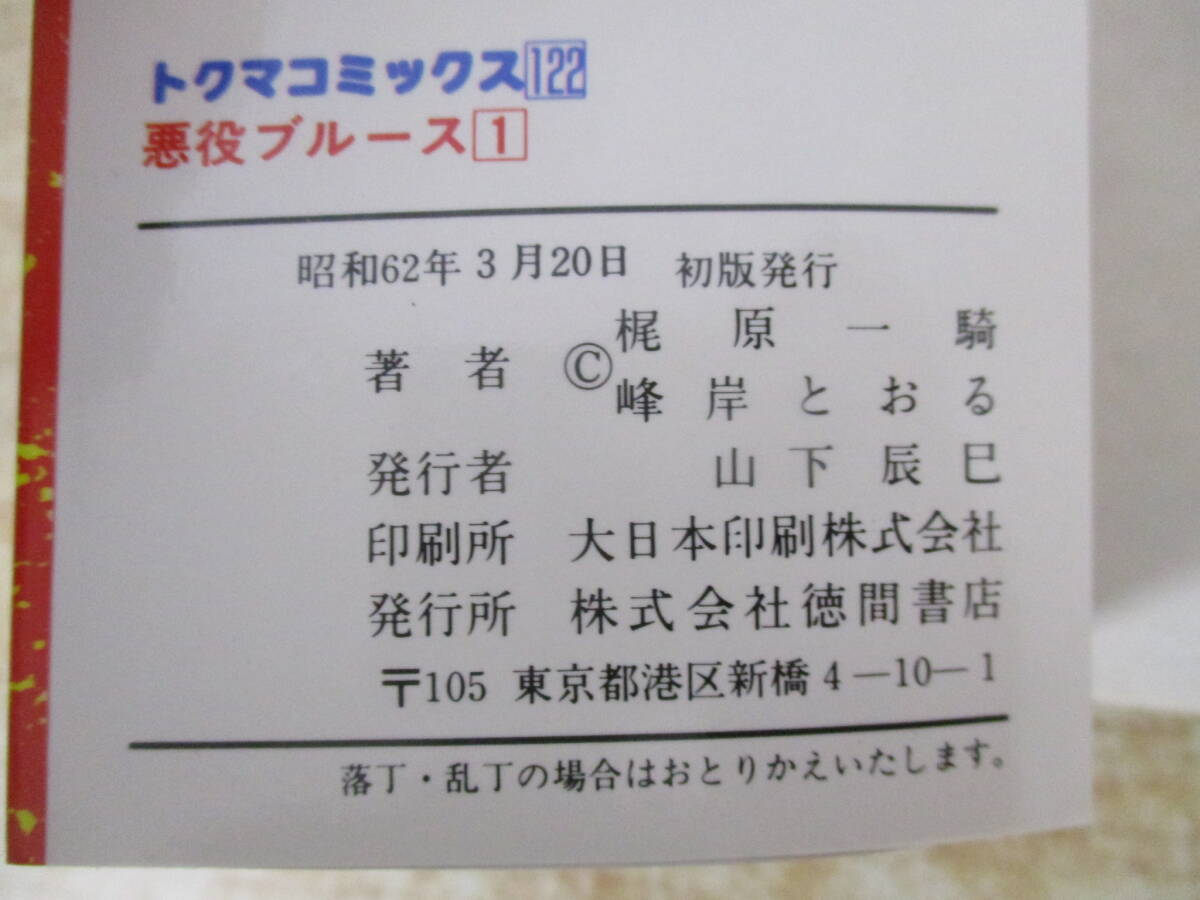 トクマコミックス122
悪役ブルース1
昭和62年3月20日 初版発行
著者 ©梶原一騎
峰岸とおる
発行者 山下辰巳
印刷所 大日本印刷株式会社
発行所 株式会社徳間書店
〒105 東京都港区新橋4―10―1
落丁・乱丁の場合はおとりかえいたします。